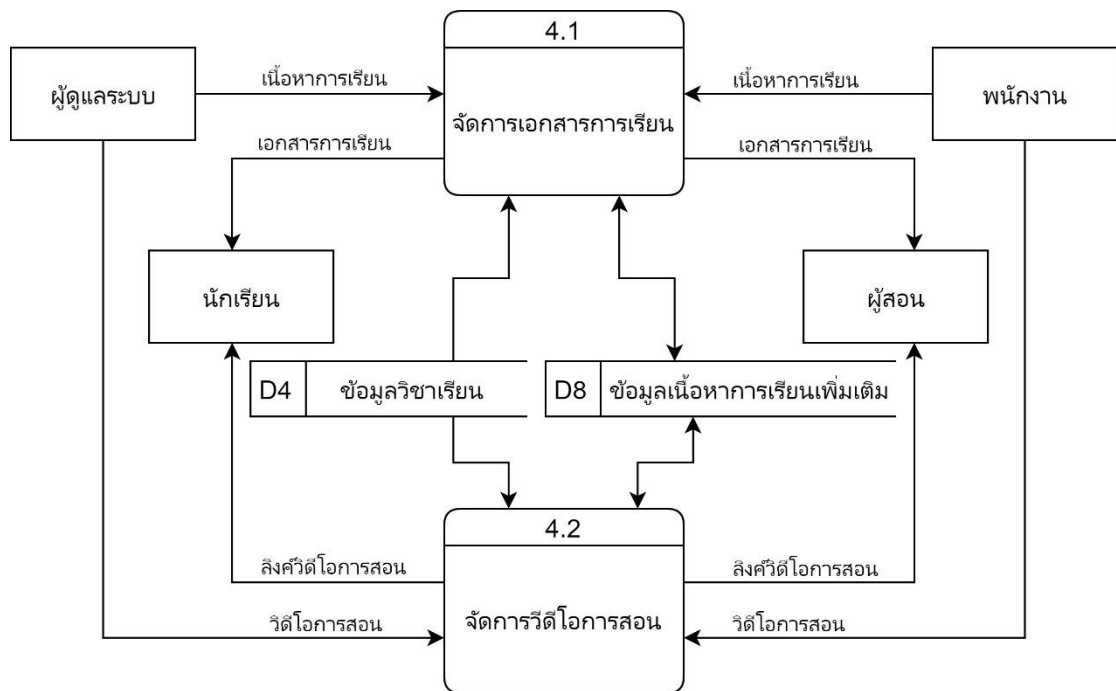 4.1
ผู้ดูแลระบบ
เนื้อหาการเรียน
จัดการเอกสารการเรียน
เนื้อหาการเรียน
พนักงาน
เอกสารการเรียน
เอกสารการเรียน
นักเรียน
ผู้สอน
D4 ข้อมูลวิชาเรียน
D8 ข้อมูลเนื้อหาการเรียนเพิ่มเติม
4.2
ลิงค์วิดีโอการสอน
ลิงค์วิดีโอการสอน
จัดการวีดีโอการสอน
วิดีโอการสอน
วิดีโอการสอน